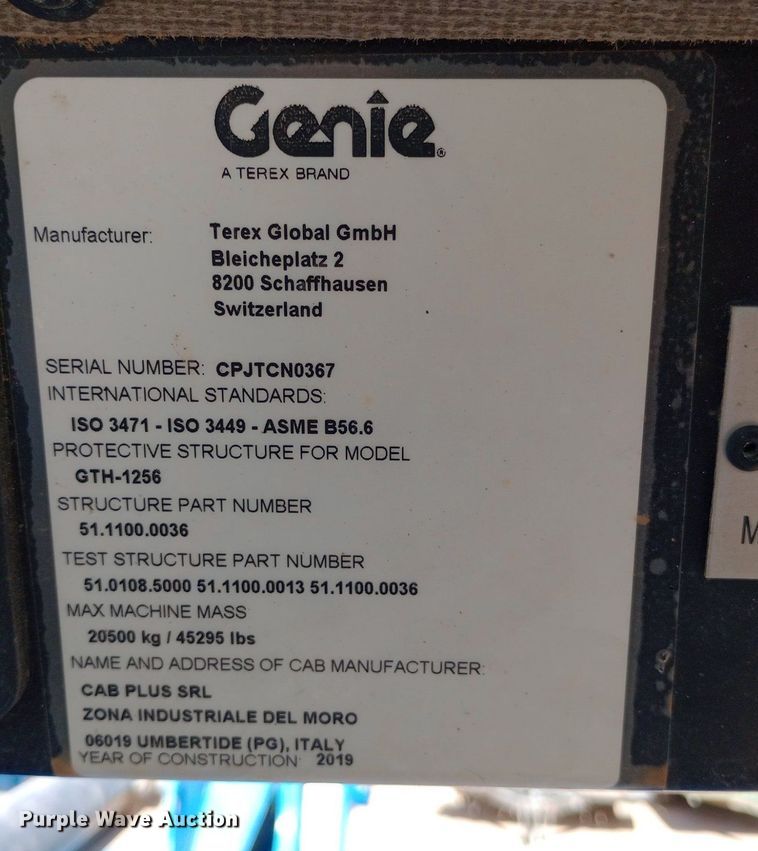 Genie®
A TEREX BRAND
Manufacturer: Terex Global GmbH
Bleicheplatz 2
8200 Schaffhausen
Switzerland
SERIAL NUMBER: CPJTCN0367
INTERNATIONAL STANDARDS:
ISO 3471 - ISO 3449 - ASME B56.6
PROTECTIVE STRUCTURE FOR MODEL
GTH-1256
STRUCTURE PART NUMBER
51.1100.0036
TEST STRUCTURE PART NUMBER
51.0108.5000 51.1100.0013 51.1100.0036
MAX MACHINE MASS
20500 kg / 45295 lbs
NAME AND ADDRESS OF CAB MANUFACTURER:
CAB PLUS SRL
ZONA INDUSTRIALE DEL MORO
06019 UMBERTIDE (PG), ITALY
YEAR OF CONSTRUCTION: 2019
M
Purple Wave Auction